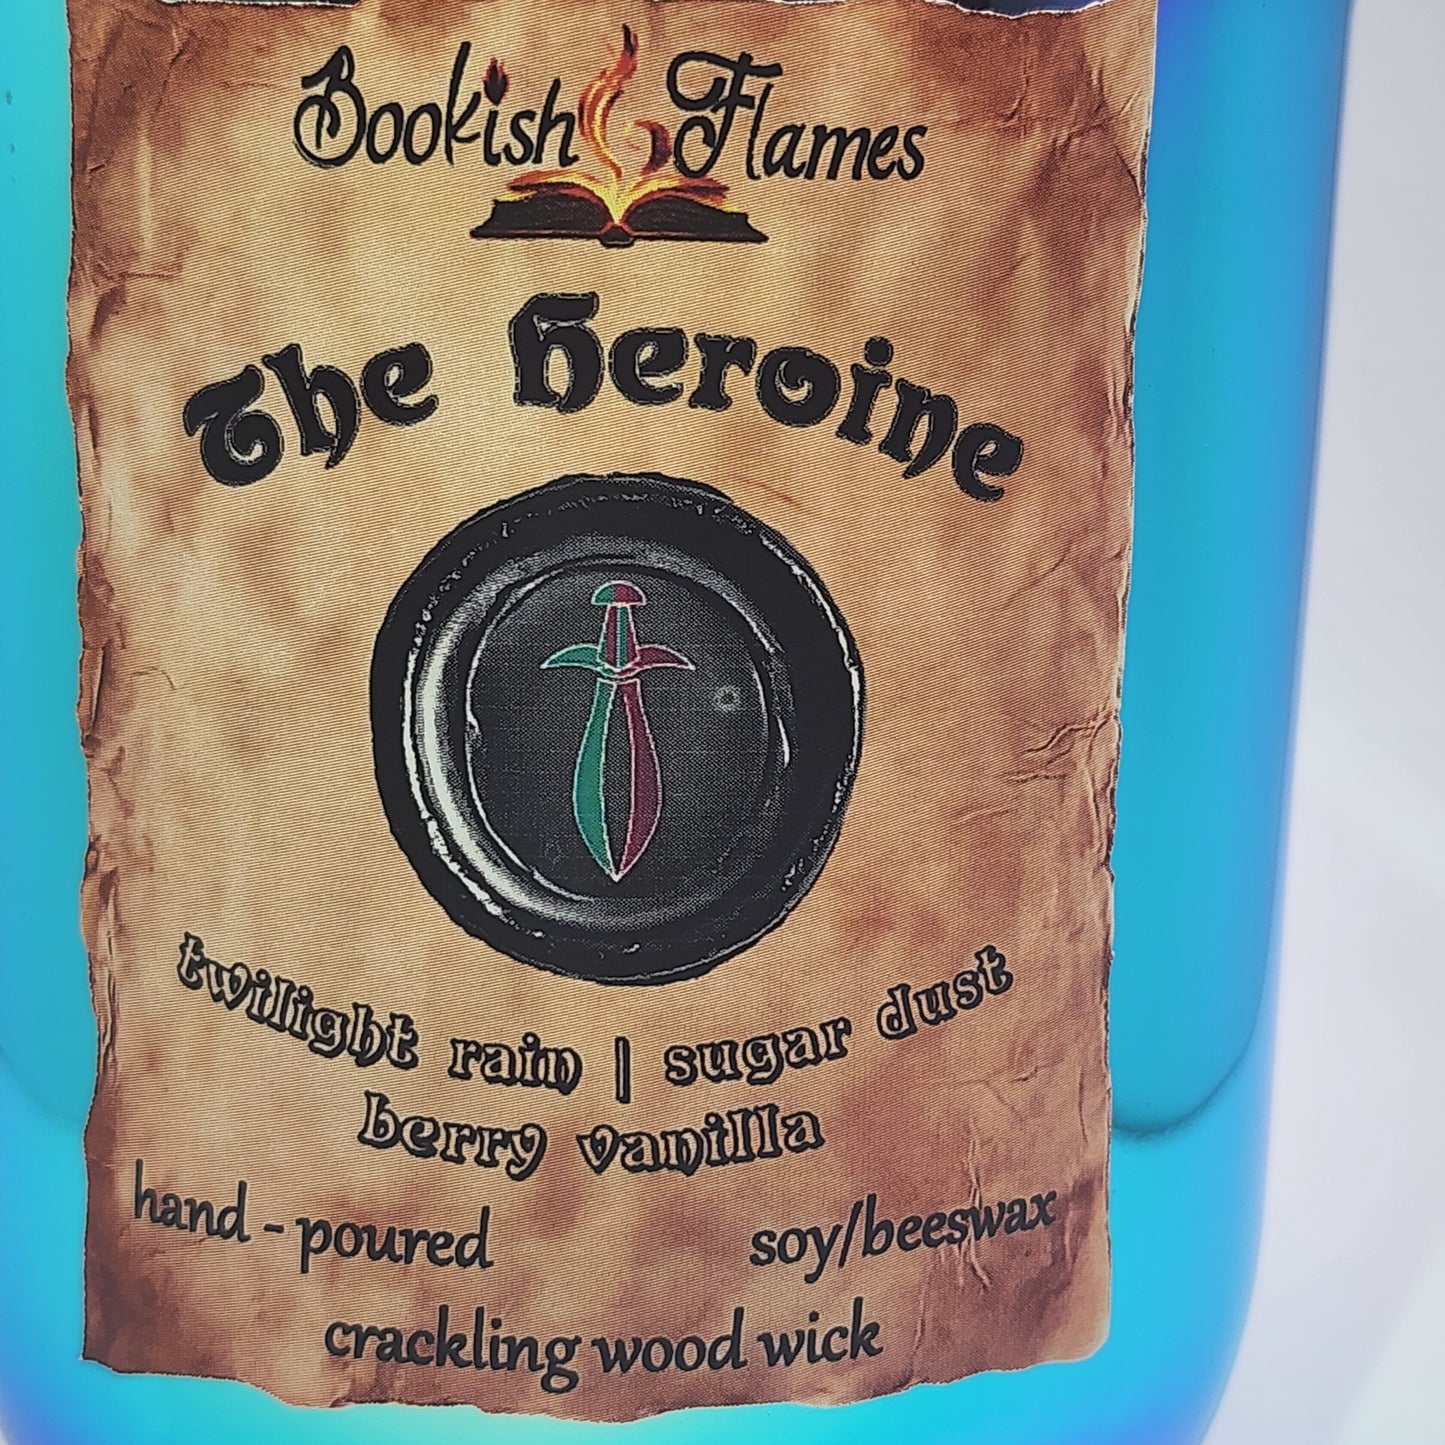 Bookish Flames
The Heroine
twilight rain | sugar dust
berry vanilla
hand - poured soy/beeswax
crackling wood wick